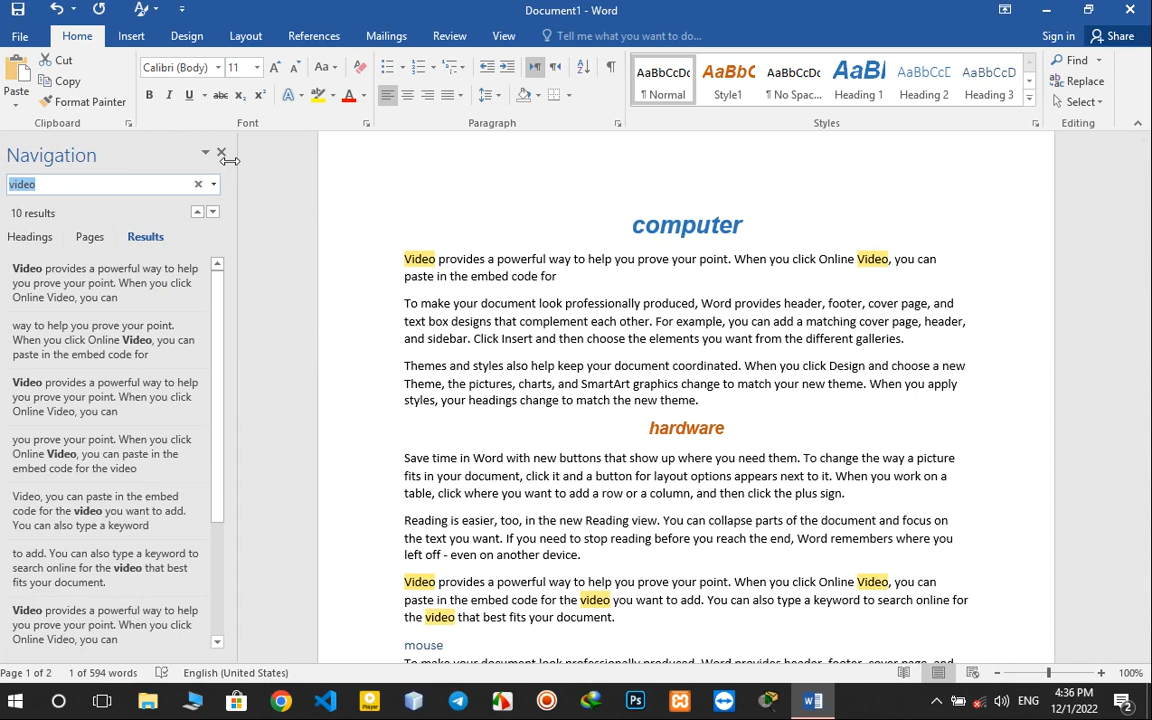 Document1 - Word
File
Home
Insert
Design
Layout
References
Mailings
Review
View
Tell me what you want to do...
Sign in
Share
Paste
Cut
Copy
Format Painter
Clipboard
Calibri (Body)
11
Font
Paragraph
AaBbCcDc
¶ Normal
AaBbC
Style1
AaBbCcDc
¶ No Spac...
AaBl
Heading 1
AaBbCcE
Heading 2
AaBbCcDc
Heading 3
Styles
Find
Replace
Select
Editing
Navigation
video
10 results
Headings
Pages
Results
Video provides a powerful way to help
you prove your point. When you click
Online Video, you can
way to help you prove your point.
When you click Online Video, you can
paste in the embed code for
Video provides a powerful way to help
you prove your point. When you click
Online Video, you can
you prove your point. When you click
Online Video, you can paste in the
embed code for the video
Video, you can paste in the embed
code for the video you want to add.
You can also type a keyword
to add. You can also type a keyword to
search online for the video that best
fits your document.
Video provides a powerful way to help
you prove your point. When you click
Online Video, you can
computer
Video provides a powerful way to help you prove your point. When you click Online Video, you can
paste in the embed code for
To make your document look professionally produced, Word provides header, footer, cover page, and
text box designs that complement each other. For example, you can add a matching cover page, header,
and sidebar. Click Insert and then choose the elements you want from the different galleries.
Themes and styles also help keep your document coordinated. When you click Design and choose a new
Theme, the pictures, charts, and SmartArt graphics change to match your new theme. When you apply
styles, your headings change to match the new theme.
hardware
Save time in Word with new buttons that show up where you need them. To change the way a picture
fits in your document, click it and a button for layout options appears next to it. When you work on a
table, click where you want to add a row or a column, and then click the plus sign.
Reading is easier, too, in the new Reading view. You can collapse parts of the document and focus on
the text you want. If you need to stop reading before you reach the end, Word remembers where you
left off - even on another device.
Video provides a powerful way to help you prove your point. When you click Online Video, you can
paste in the embed code for the video you want to add. You can also type a keyword to search online for
the video that best fits your document.
mouse
To make your document look professionally produced, Word provides header, footer, cover page, and
Page 1 of 2
1 of 594 words
English (United States)
100%
ENG
4:36 PM
12/1/2022